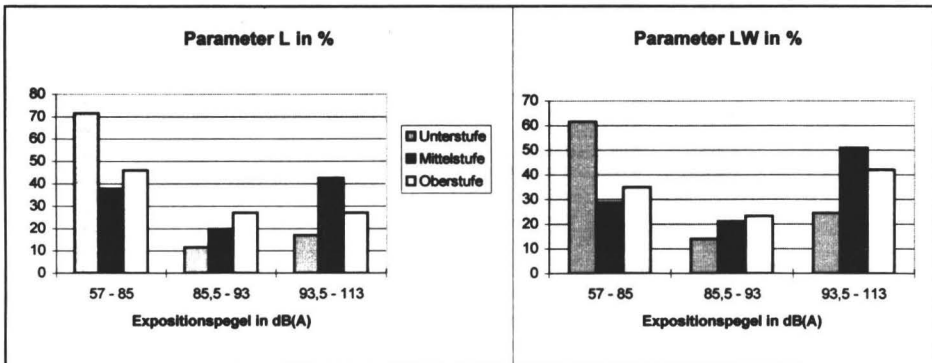 Parameter L in %
80
70
60
50
40
30
20
10
0
57 - 85
85,5 - 93
93,5 - 113
Expositionspegel in dB(A)
Unterstufe
Mittelstufe
Oberstufe
Parameter LW in %
70
60
50
40
30
20
10
0
57 - 85
85,5 - 93
93,5 - 113
Expositionspegel in dB(A)